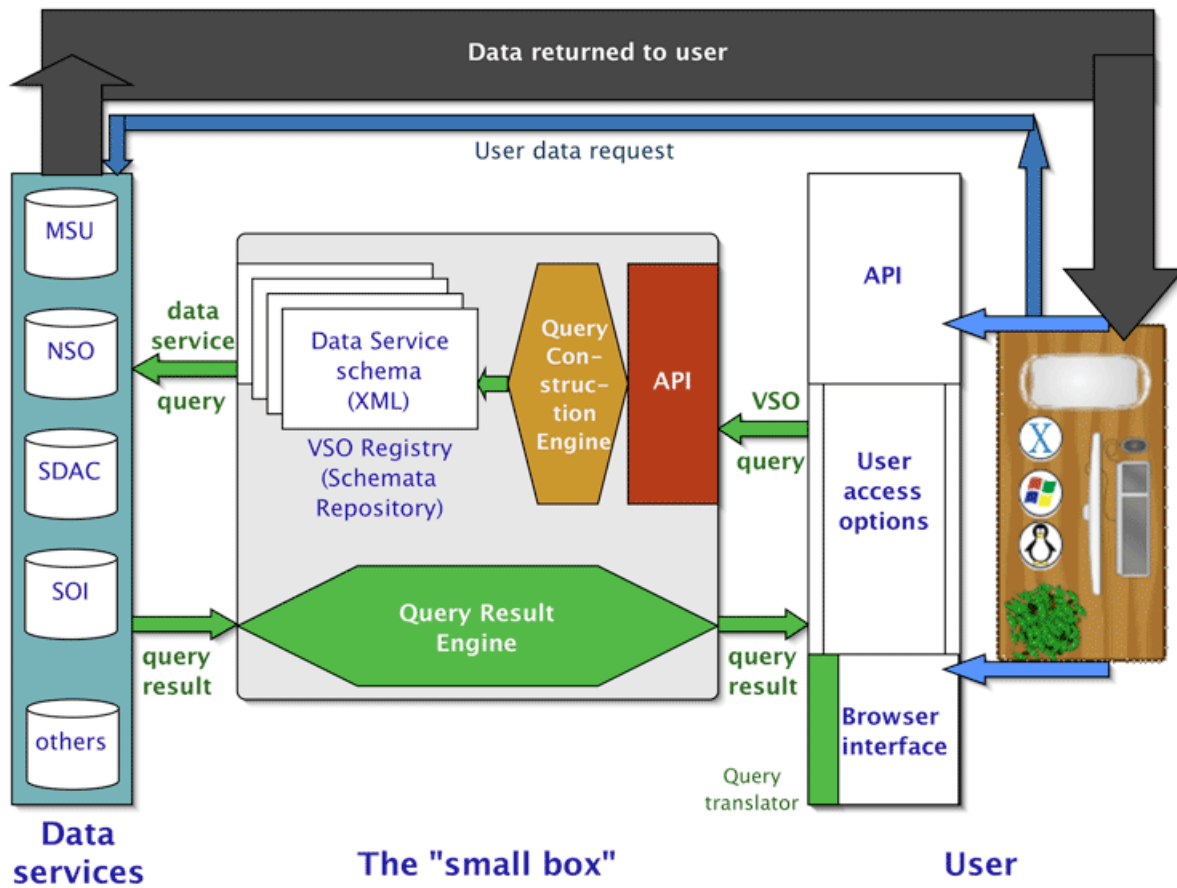 Data returned to user
User data request
MSU
NSO
SDAC
SOI
others
data
service
query
Data Service
schema
(XML)
VSO Registry
(Schemata
Repository)
Query
Con-
struc-
tion
Engine
API
VSO
query
API
User
access
options
X
query
result
Query Result
Engine
query
result
Browser
interface
Query
translator
Data
services
The "small box"
User